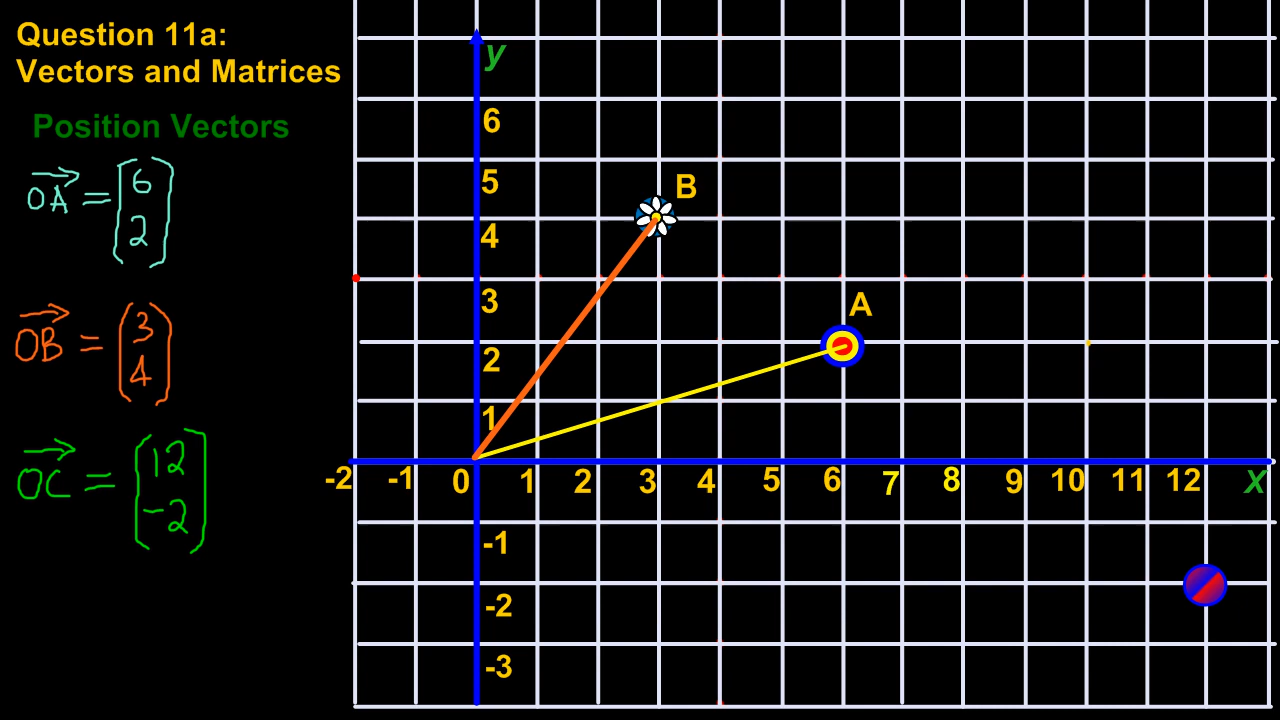 Question 11a:
Vectors and Matrices
Position Vectors
OA = [6
2]
OB = (3
4)
OC = [12
-2]
y
6
5
4
3
2
1
B
A
-2 -1 0 1 2 3 4 5 6 7 8 9 10 11 12 X
-1
-2
-3